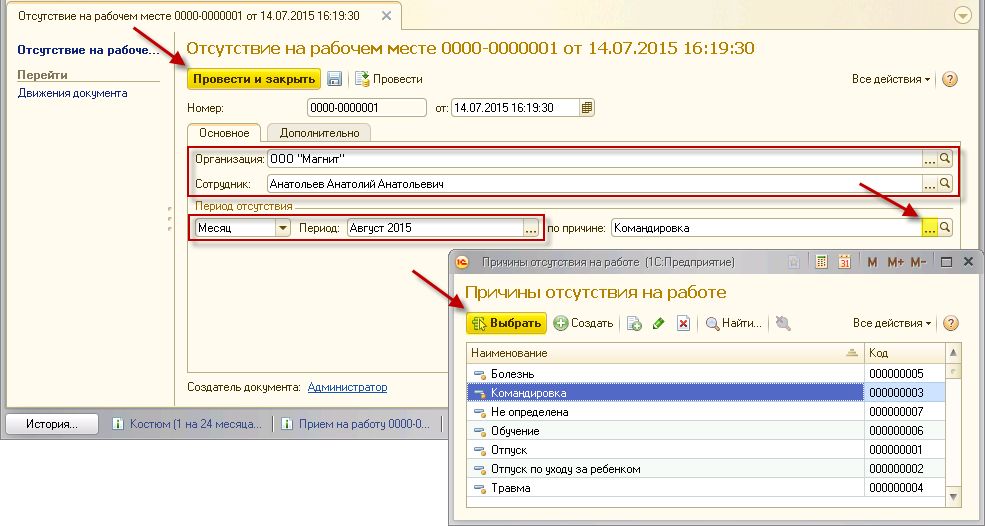 Отсутствие на рабочем месте 0000-0000001 от 14.07.2015 16:19:30
Отсутствие на рабоче...
Перейти
Движения документа
Отсутствие на рабочем месте 0000-0000001 от 14.07.2015 16:19:30
Провести и закрыть Провести Все действия
Номер: 0000-0000001 от: 14.07.2015 16:19:30
Основное Дополнительно
Организация: ООО "Магнит" ...
Сотрудник: Анатольев Анатолий Анатольевич ...
Период отсутствия
Месяц Период: Август 2015 ... по причине: Командировка ...
Создатель документа: Администратор
История... Костюм (1 на 24 месяца... Прием на работу 0000-0...
Причины отсутствия на работе (1С:Предприятие) 31 M M+ M-
Причины отсутствия на работе
Выбрать Создать Найти... Все действия
Наименование Код
Болезнь 000000005
Командировка 000000003
Не определена 000000007
Обучение 000000006
Отпуск 000000001
Отпуск по уходу за ребенком 000000002
Травма 000000004